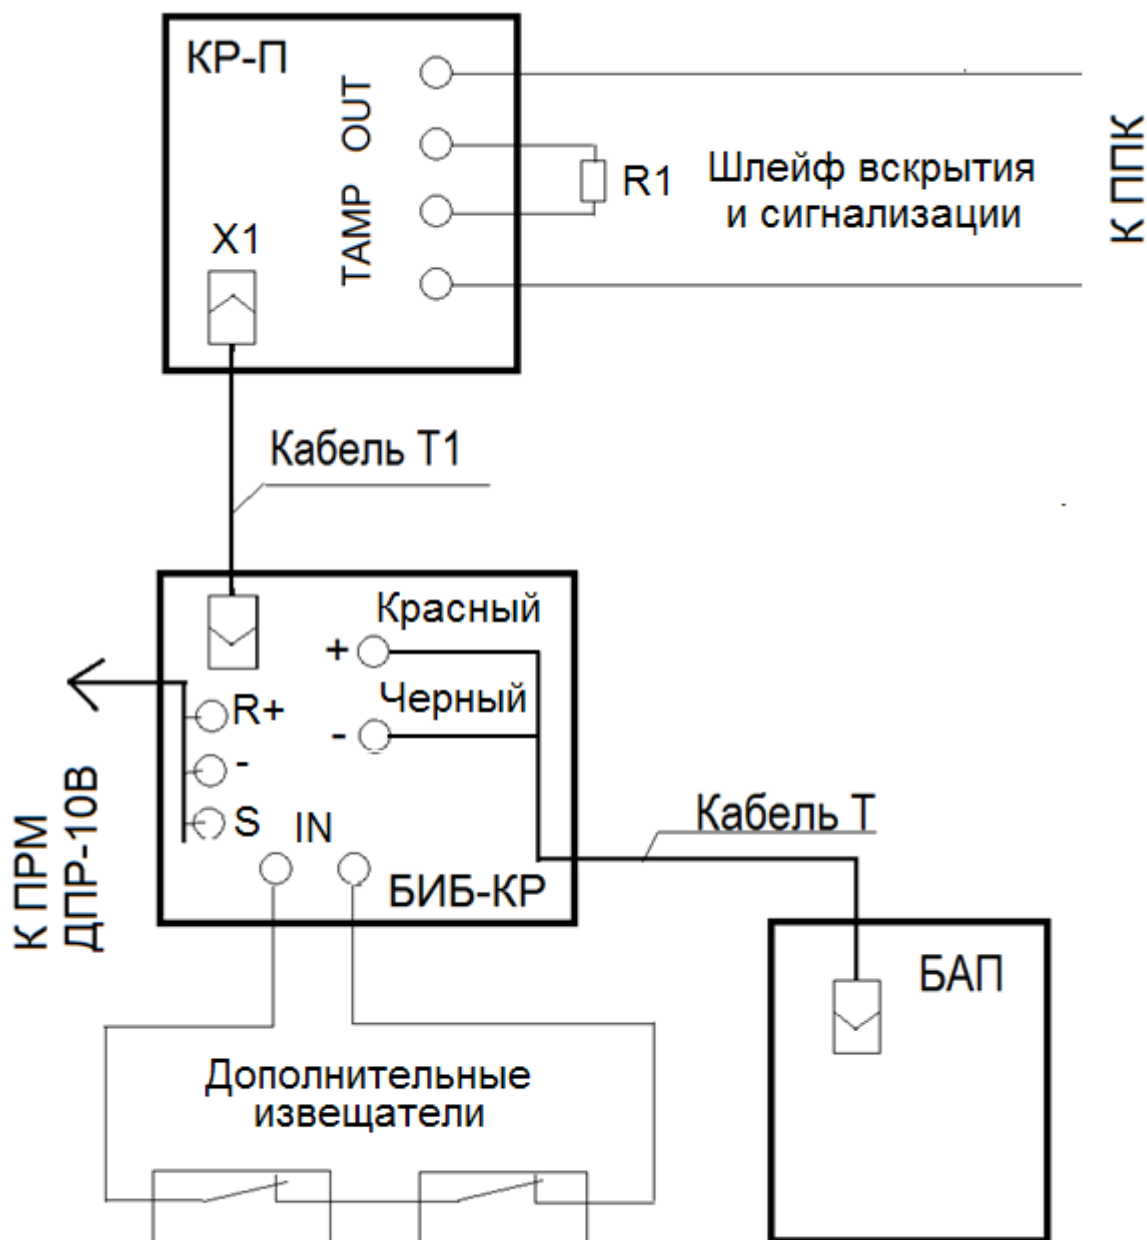 КР-П
OUT
TAMP
X1
R1
Шлейф вскрытия
и сигнализации
К ППК
Кабель Т1
Красный
+
Черный
-
R+
-
S
IN
БИБ-КР
К ПРМ
ДПР-10В
Кабель Т
БАП
Дополнительные
извещатели